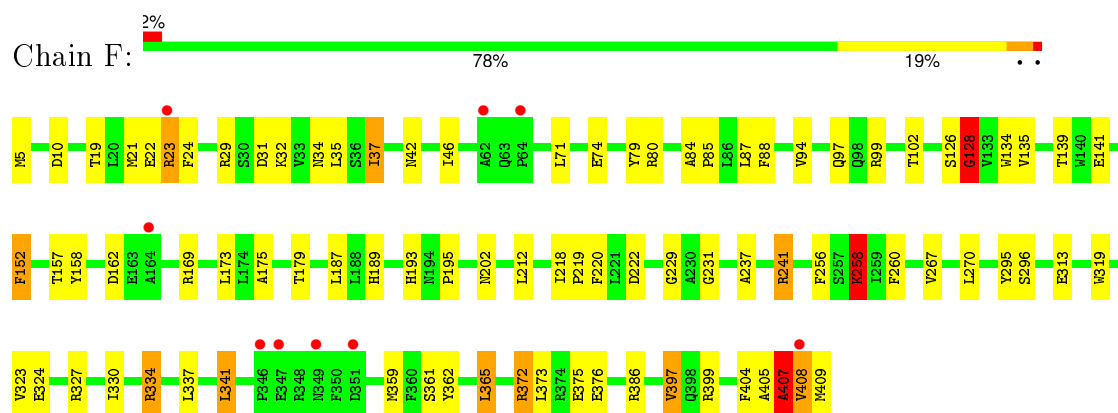 2%
Chain F:
78% 19% • •
M5 D10 T19 L20 M21 E22 R23 F24 R29 S30 D31 K32 V33 N34 L35 S36 I37 N42 I46 A62 Q63 P64 L71 E74 Y79 R80 A84 P85 L86 L87 F88 V94 Q97 Q98 R99 T102 S126 G128 V133 W134 V135 T139 W140 E141
F152 T157 Y158 D162 E163 A164 R169 L173 L174 A175 T179 L187 L188 H189 H193 N194 P195 N202 L212 I218 P219 F220 L221 D222 G229 A230 G231 A237 R241 F256 S257 K258 I259 F260 V267 L270 Y295 S296 E313 W319
V323 E324 R327 I330 R334 L337 L341 P346 E347 R348 N349 F350 D351 M359 F360 S361 Y362 L365 R372 L373 R374 E375 E376 R386 V397 Q398 R399 F404 A405 A407 V408 M409